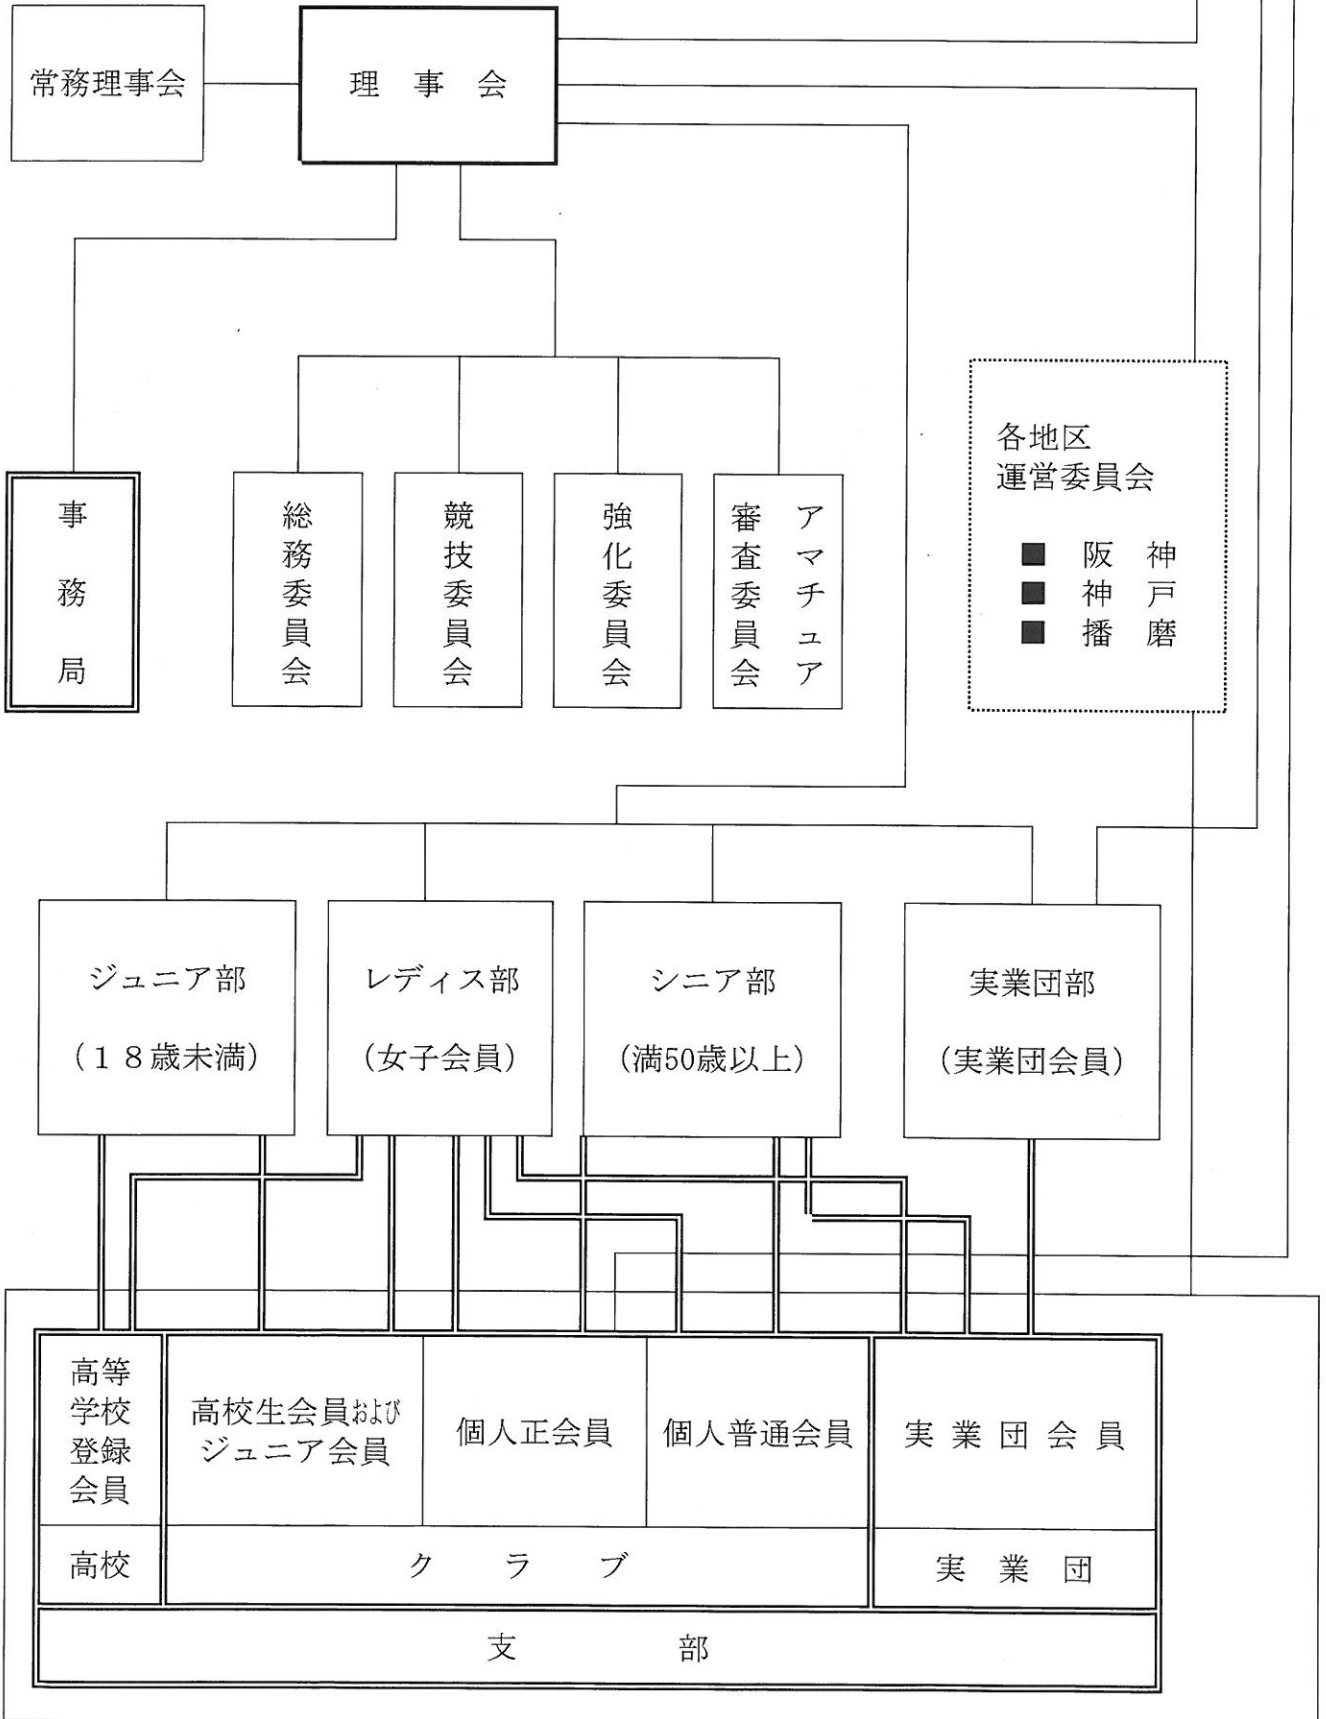 常務理事会
理事会
事務局
総務委員会
競技委員会
強化委員会
アマチュア
審査委員会
各地区
運営委員会
■ 阪神
■ 神戸
■ 播磨
ジュニア部
(１８歳未満)
レディス部
(女子会員)
シニア部
(満50歳以上)
実業団部
(実業団会員)
高等
学校
登録
会員
高校生会員および
ジュニア会員
個人正会員
個人普通会員
実業団会員
高校
クラブ
実業団
支部